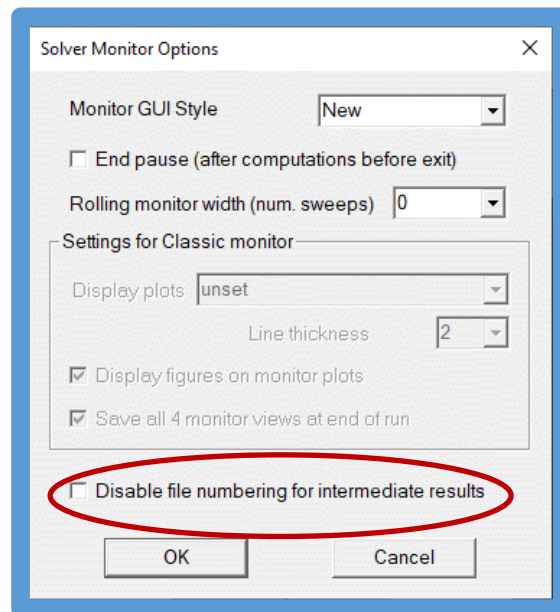 Solver Monitor Options
Monitor GUI Style New
End pause (after computations before exit)
Rolling monitor width (num. sweeps) 0
Settings for Classic monitor
Display plots unset
Line thickness 2
Display figures on monitor plots
Save all 4 monitor views at end of run
Disable file numbering for intermediate results
OK Cancel